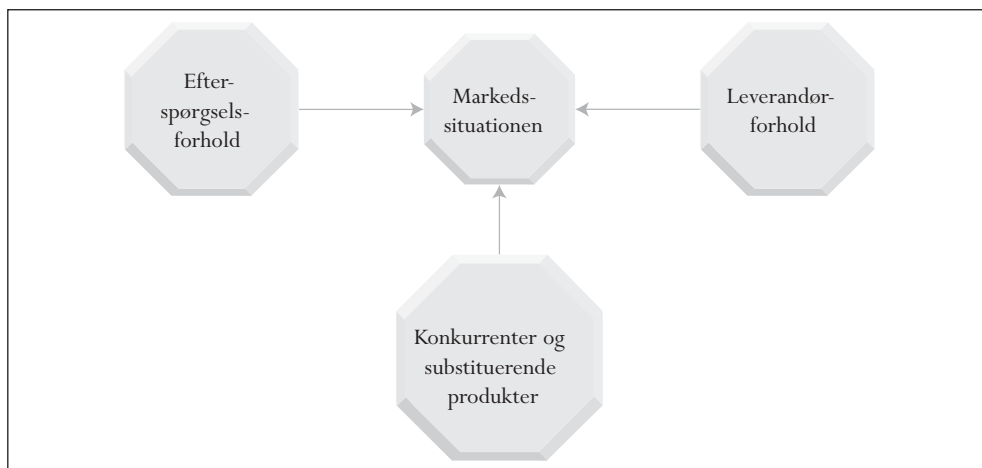 Efter-
spørgsels-
forhold
Markeds-
situationen
Leverandør-
forhold
Konkurrenter og
substituerende
produkter